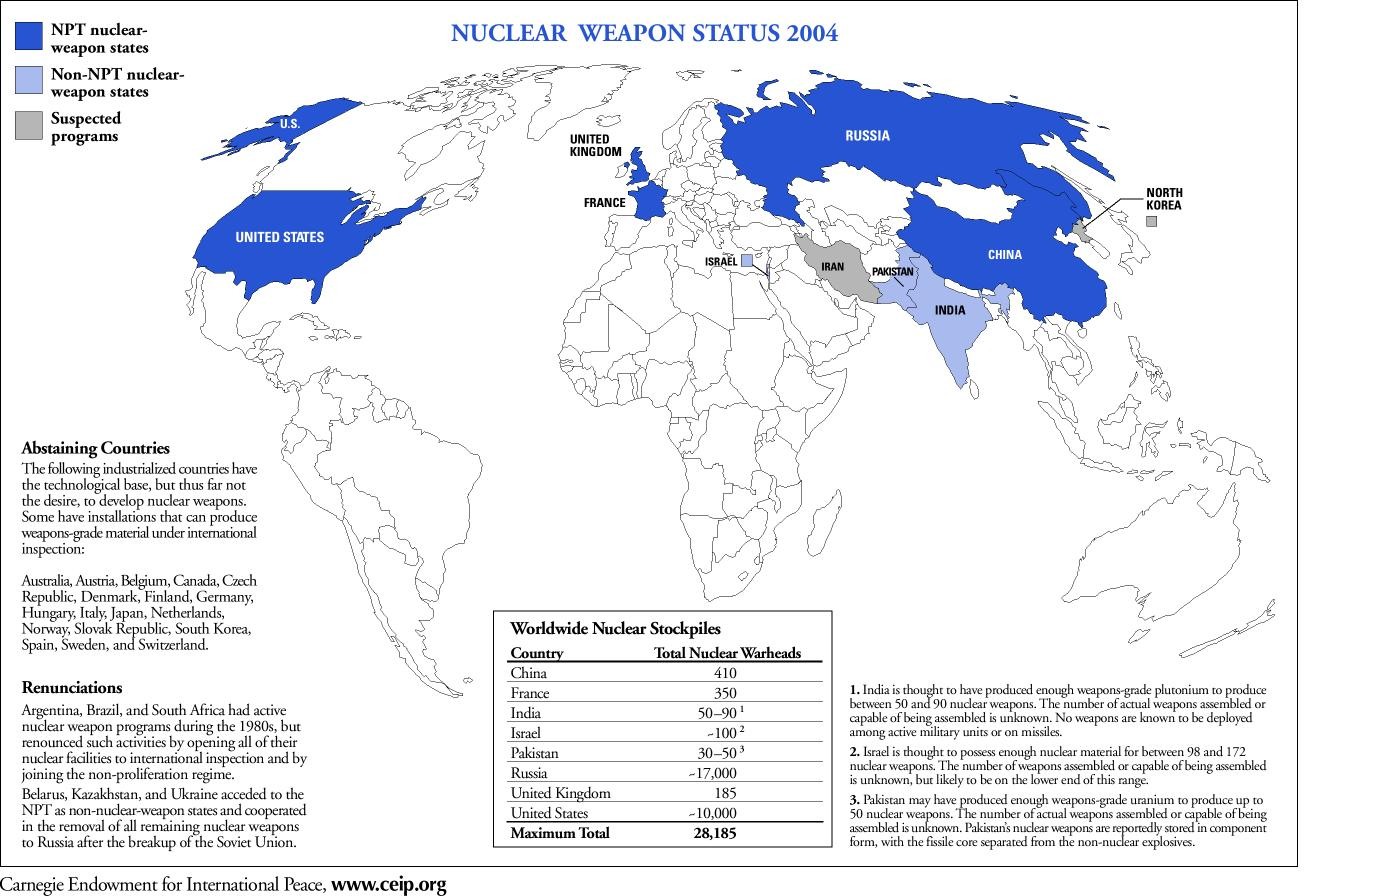 NUCLEAR WEAPON STATUS 2004
NPT nuclear-
weapon states
Non-NPT nuclear-
weapon states
Suspected
programs
U.S.
UNITED STATES
UNITED
KINGDOM
FRANCE
RUSSIA
NORTH
KOREA
CHINA
ISRAEL
IRAN
PAKISTAN
INDIA
Abstaining Countries
The following industrialized countries have
the technological base, but thus far not
the desire, to develop nuclear weapons.
Some have installations that can produce
weapons-grade material under international
inspection:
Australia, Austria, Belgium, Canada, Czech
Republic, Denmark, Finland, Germany,
Hungary, Italy, Japan, Netherlands,
Norway, Slovak Republic, South Korea,
Spain, Sweden, and Switzerland.
Renunciations
Argentina, Brazil, and South Africa had active
nuclear weapon programs during the 1980s, but
renounced such activities by opening all of their
nuclear facilities to international inspection and by
joining the non-proliferation regime.
Belarus, Kazakhstan, and Ukraine acceded to the
NPT as non-nuclear-weapon states and cooperated
in the removal of all remaining nuclear weapons
to Russia after the breakup of the Soviet Union.
Worldwide Nuclear Stockpiles
Country Total Nuclear Warheads
China 410
France 350
India 50–90 1
Israel ~100 2
Pakistan 30–50 3
Russia ~17,000
United Kingdom 185
United States ~10,000
Maximum Total 28,185
1. India is thought to have produced enough weapons-grade plutonium to produce
between 50 and 90 nuclear weapons. The number of actual weapons assembled or
capable of being assembled is unknown. No weapons are known to be deployed
among active military units or on missiles.
2. Israel is thought to possess enough nuclear material for between 98 and 172
nuclear weapons. The number of weapons assembled or capable of being assembled
is unknown, but likely to be on the lower end of this range.
3. Pakistan may have produced enough weapons-grade uranium to produce up to
50 nuclear weapons. The number of actual weapons assembled or capable of being
assembled is unknown. Pakistan's nuclear weapons are reportedly stored in component
form, with the fissile core separated from the non-nuclear explosives.
Carnegie Endowment for International Peace, www.ceip.org